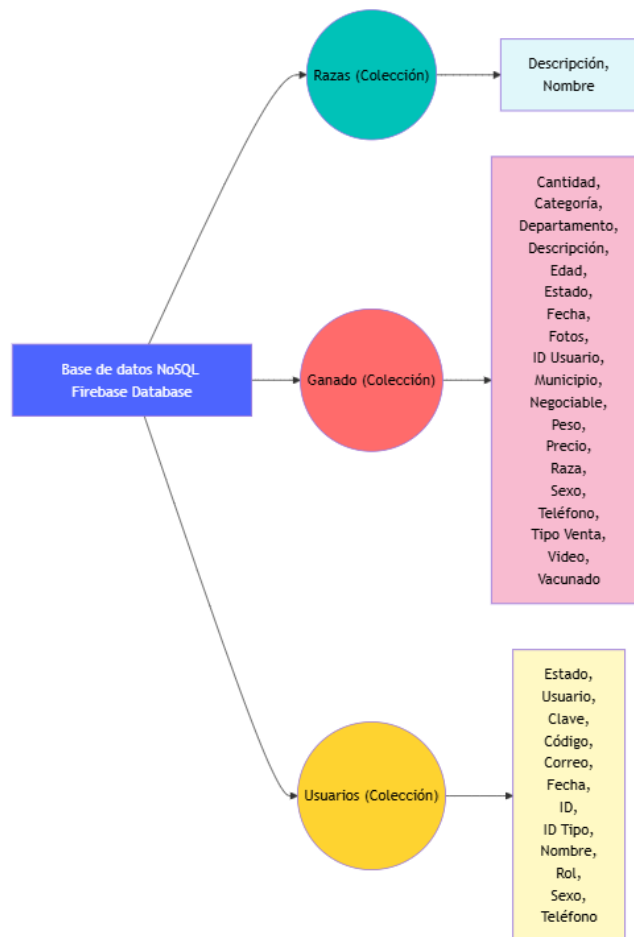 Razas (Colección)
Descripción,
Nombre
Cantidad,
Categoría,
Departamento,
Descripción,
Edad,
Estado,
Fecha,
Fotos,
ID Usuario,
Municipio,
Negociable,
Peso,
Precio,
Raza,
Sexo,
Teléfono,
Tipo Venta,
Video,
Vacunado
Base de datos NoSQL
Firebase Database
Ganado (Colección)
Usuarios (Colección)
Estado,
Usuario,
Clave,
Código,
Correo,
Fecha,
ID,
ID Tipo,
Nombre,
Rol,
Sexo,
Teléfono